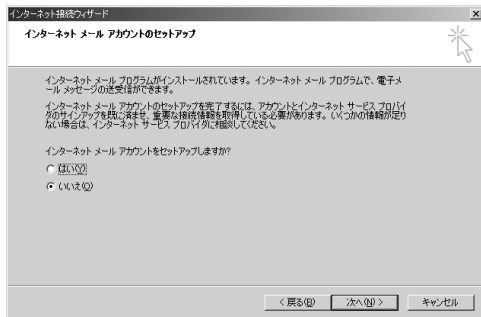 インターネット接続ウィザード
インターネット メール アカウントのセットアップ
インターネット メール プログラムがインストールされています。インターネット メール プログラムで、電子メ
ール メッセージの送受信ができます。
インターネット メール アカウントのセットアップを完了するには、アカウントとインターネット サービス プロバイ
ダのサインアップを既に済ませ、重要な接続情報を取得している必要があります。いくつかの情報が足り
ない場合は、インターネット サービス プロバイダに相談してください。
インターネット メール アカウントをセットアップしますか?
はい(Y)
いいえ(O)
< 戻る(B)
次へ(N) >
キャンセル